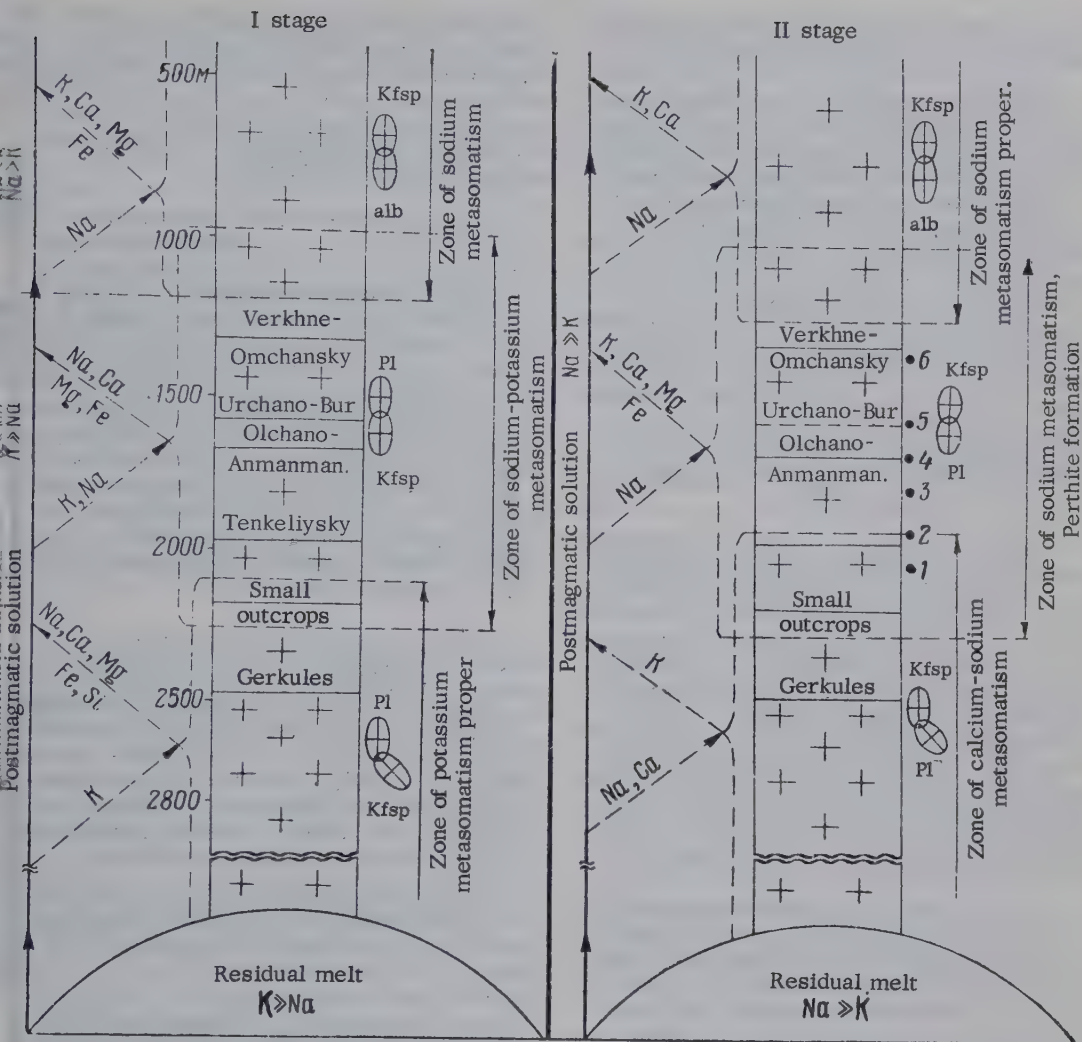 I stage
500м
K, Ca, Mg
Fe
Na > K
Na
Kfsp
alb
Zone of sodium
metasomatism
1000
Verkhne-
Omchansky
1500
Urchano-Bur
Olchano-
Anmanman.
Tenkeliysky
2000
Small
outcrops
Gerkules
2500
2800
Na, Ca
Mg, Fe
K, Na
K ≫ Na
Pl
Kfsp
Zone of sodium-potassium
metasomatism
Postmagmatic solution
Na, Ca, Mg
Fe, Si
K
Pl
Kfsp
Zone of potassium
metasomatism proper
Residual melt
K ≫ Na
II stage
K, Ca
Na
Kfsp
alb
Zone of sodium
metasomatism proper.
Postmagmatic solution Na ≫ K
K, Ca, Mg
Fe
Na
Verkhne-
Omchansky
Urchano-Bur
Olchano-
Anmanman.
Small
outcrops
Gerkules
6
5
4
3
2
1
Kfsp
Pl
Zone of sodium metasomatism,
Perthite formation
K
Na, Ca
Kfsp
Pl
Zone of calcium-sodium
metasomatism
Residual melt
Na ≫ K